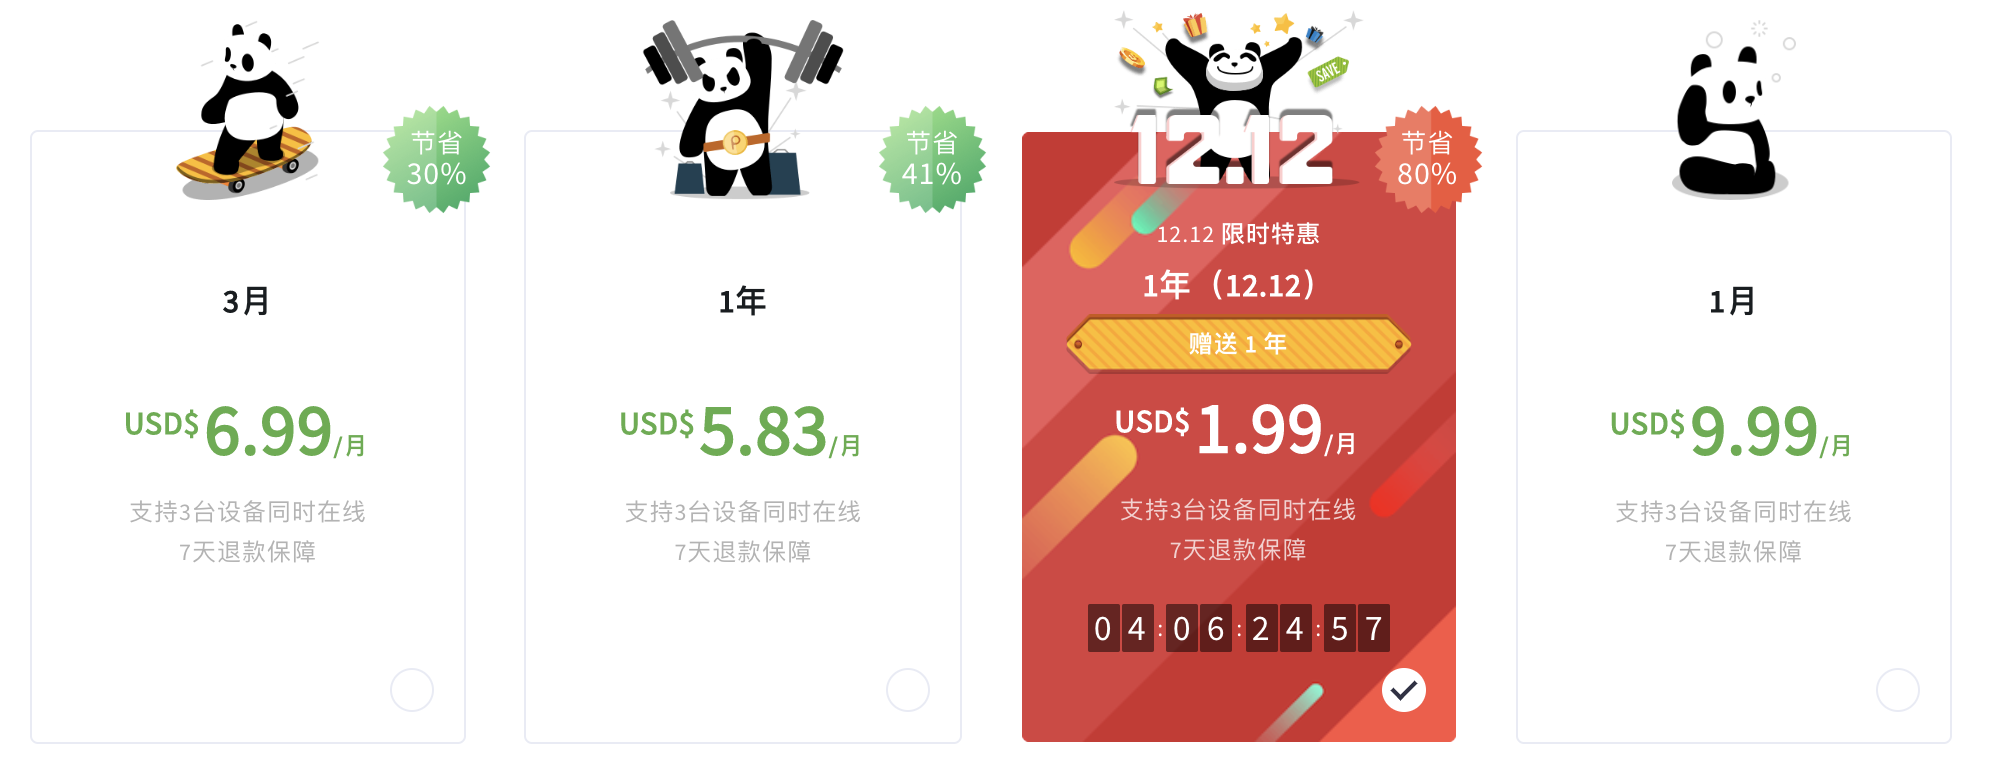 节省
30%
3月
USD$6.99/月
支持3台设备同时在线
7天退款保障
P
节省
41%
1年
USD$5.83/月
支持3台设备同时在线
7天退款保障
SAVE
12.12
节省
80%
12.12 限时特惠
1年（12.12）
赠送 1 年
USD$1.99/月
支持3台设备同时在线
7天退款保障
04:06:24:57
1月
USD$9.99/月
支持3台设备同时在线
7天退款保障